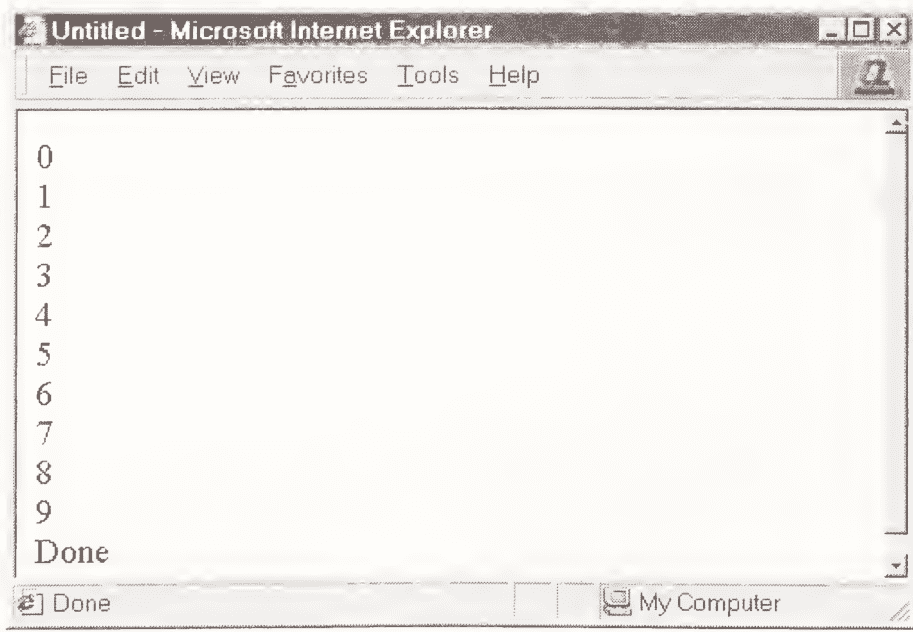 Untitled - Microsoft Internet Explorer
File Edit View Favorites Tools Help
0
1
2
3
4
5
6
7
8
9
Done
Done My Computer